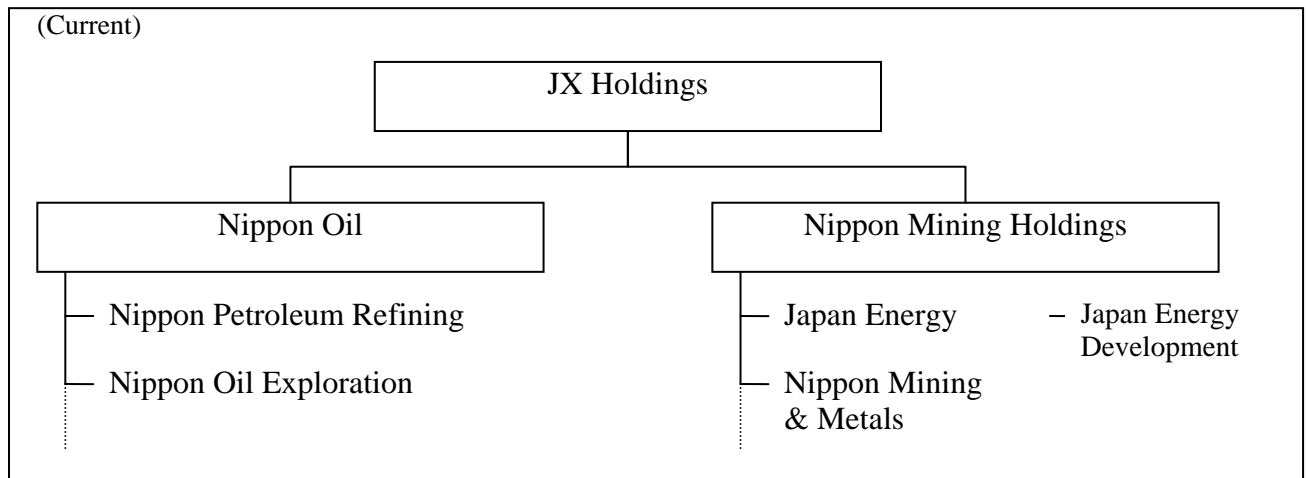 (Current)
JX Holdings
Nippon Oil
Nippon Mining Holdings
Nippon Petroleum Refining
Nippon Oil Exploration
Japan Energy
– Japan Energy
Development
Nippon Mining
& Metals